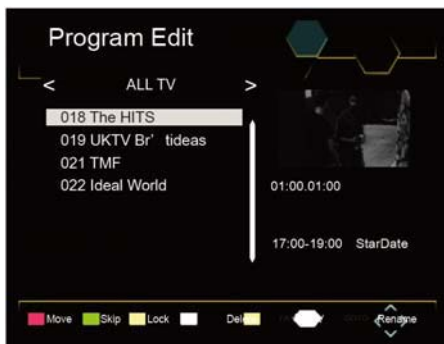 Program Edit
< ALL TV >
018 The HITS
019 UKTV Br' tideas
021 TMF
022 Ideal World
01:00.01:00
17:00-19:00 StarDate
Move Skip Lock Rename